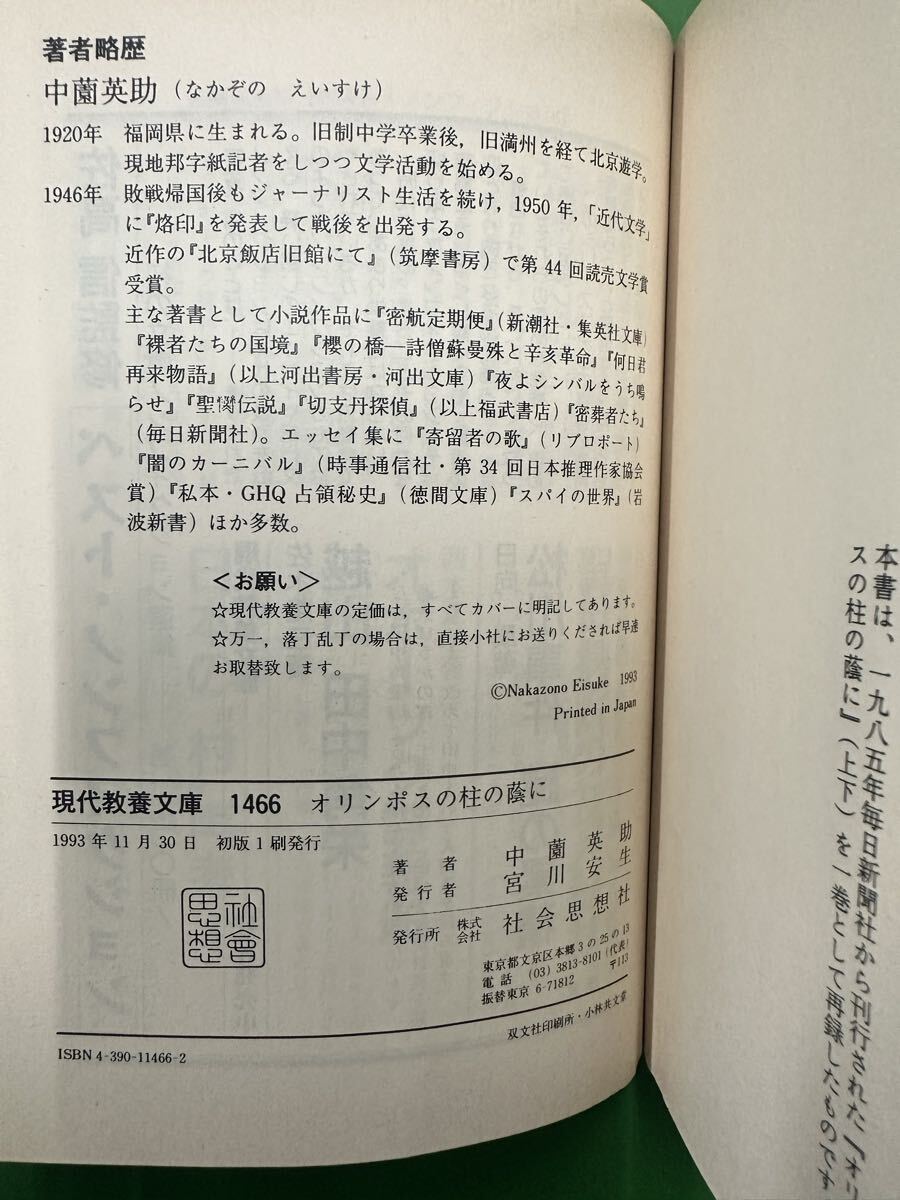 著者略歴
中薗英助（なかぞの　えいすけ）
1920年　福岡県に生まれる。旧制中学卒業後，旧満州を経て北京遊学。
現地邦字紙記者をしつつ文学活動を始める。
1946年　敗戦帰国後もジャーナリスト生活を続け，1950年，「近代文学」
に『烙印』を発表して戦後を出発する。
近作の『北京飯店旧館にて』（筑摩書房）で第44回読売文学賞
受賞。
主な著書として小説作品に『密航定期便』（新潮社・集英社文庫）
『裸者たちの国境』『櫻の橋―詩僧蘇曼殊と辛亥革命』『何日君
再来物語』（以上河出書房・河出文庫）『夜よシンバルをうち鳴
らせ』『聖 伝説』『切支丹探偵』（以上福武書店）『密葬者たち』
（毎日新聞社）。エッセイ集に『寄留者の歌』（リブロポート）
『闇のカーニバル』（時事通信社・第34回日本推理作家協会
賞）『私本・GHQ占領秘史』（徳間文庫）『スパイの世界』（岩
波新書）ほか多数。
＜お願い＞
☆現代教養文庫の定価は，すべてカバーに明記してあります。
☆万一，落丁乱丁の場合は，直接小社にお送りくだされば早速
お取替致します。
©Nakazono Eisuke 1993
Printed in Japan
現代教養文庫　1466　オリンポスの柱の蔭に
1993年11月30日　初版1刷発行
著者　中薗英助
発行者　宮川安生
発行所　株式会社　社会思想社
東京都文京区本郷3の25の13
電話　(03) 3813-8101（代表）
振替東京 6-71812　〒113
社會思想
双文社印刷所・小林共文堂
ISBN 4-390-11466-2
本書は、一九八五年毎日新聞社から刊行された『オリ
スの柱の蔭に』（上下）を一巻として再録したものです